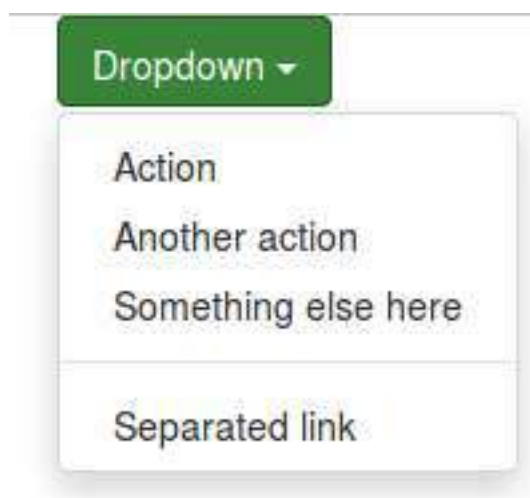 Dropdown
Action
Another action
Something else here
Separated link